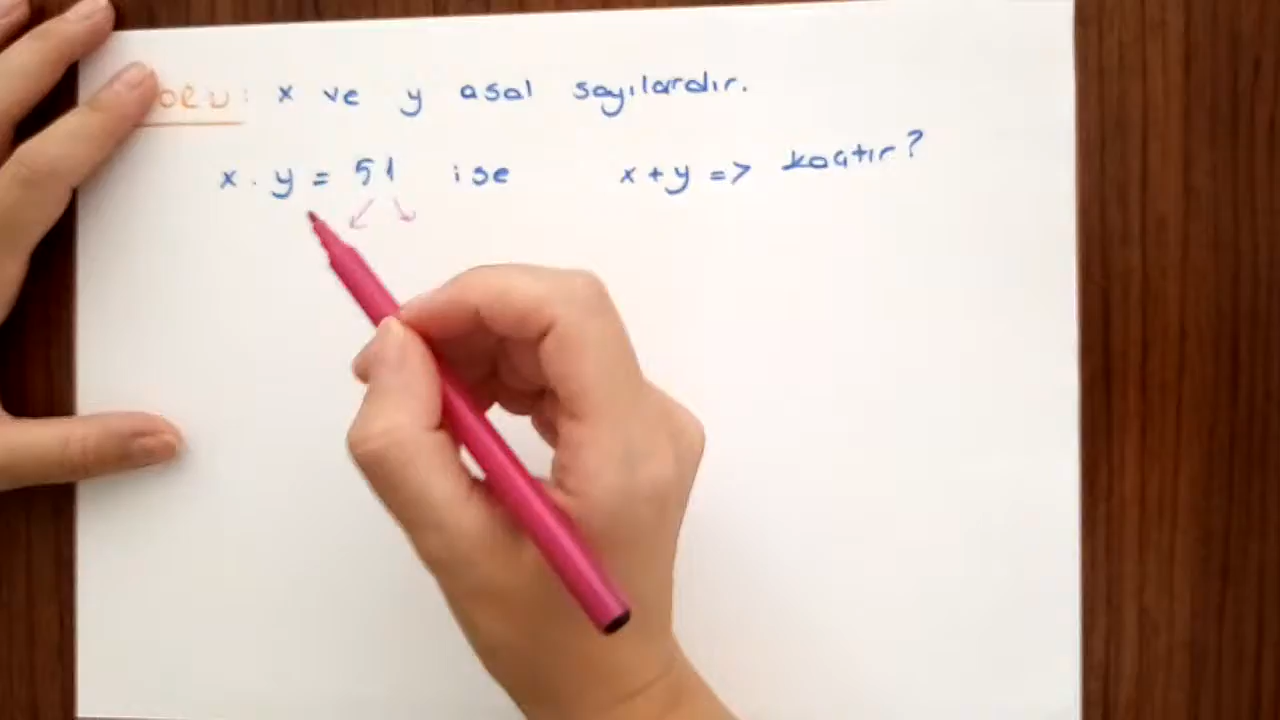 x ve y asal sayılardır.
x . y = 51 ise x + y => kaçtır?